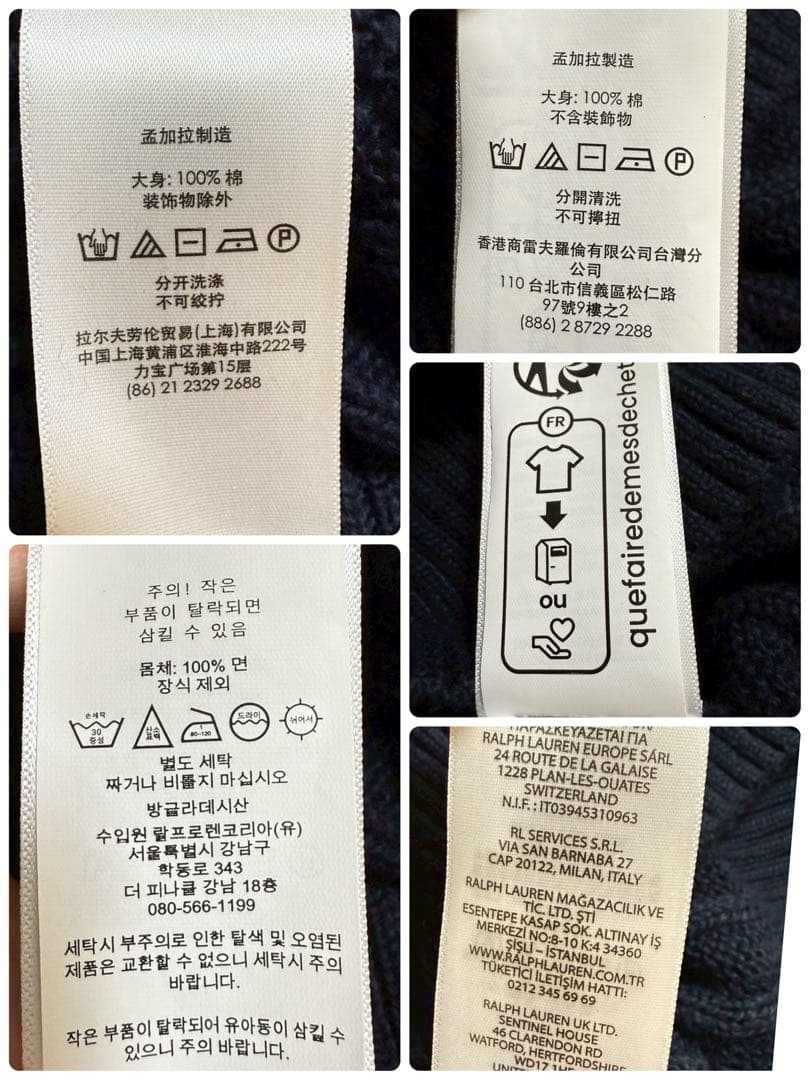 孟加拉制造
大身: 100% 棉
装饰物除外
P
分开洗涤
不可绞拧
拉尔夫劳伦贸易(上海)有限公司
中国上海黄浦区淮海中路222号
力宝广场第15层
(86) 21 2329 2688
孟加拉製造
大身: 100% 棉
不含裝飾物
P
分開清洗
不可擰扭
香港商雷夫羅倫有限公司台灣分
公司
110 台北市信義區松仁路
97號9樓之2
(886) 2 8729 2288
FR
ou
quefairedemesdechet
주의! 작은
부품이 탈락되면
삼킬 수 있음
몸체: 100% 면
장식 제외
손세탁
30
중성
산소
표백
80-120
드라이
뉘어서
별도 세탁
짜거나 비틀지 마십시오
방글라데시산
수입원 랄프로렌코리아(유)
서울특별시 강남구
학동로 343
더 피나클 강남 18층
080-566-1199
세탁시 부주의로 인한 탈색 및 오염된
제품은 교환할 수 없으니 세탁시 주의
바랍니다.
작은 부품이 탈락되어 유아동이 삼킬 수
있으니 주의 바랍니다.
ΠΑΡΑΣΚΕΥΑΖΕΤΑΙ ΓΙΑ
RALPH LAUREN EUROPE SÁRL
24 ROUTE DE LA GALAISE
1228 PLAN-LES-OUATES
SWITZERLAND
N.I.F.: IT03945310963
RL SERVICES S.R.L.
VIA SAN BARNABA 27
CAP 20122, MILAN, ITALY
RALPH LAUREN MAĞAZACILIK VE
TİC. LTD. ŞTİ
ESENTEPE KASAP SOK. ALTINAY İŞ
MERKEZİ NO:8-10 K:4 34360
ŞİŞLİ – İSTANBUL
WWW.RALPHLAUREN.COM.TR
TÜKETİCİ İLETİŞİM HATTI:
0212 345 69 69
RALPH LAUREN UK LTD.
SENTINEL HOUSE
46 CLARENDON RD
WATFORD, HERTFORDSHIRE
WD17 1HE